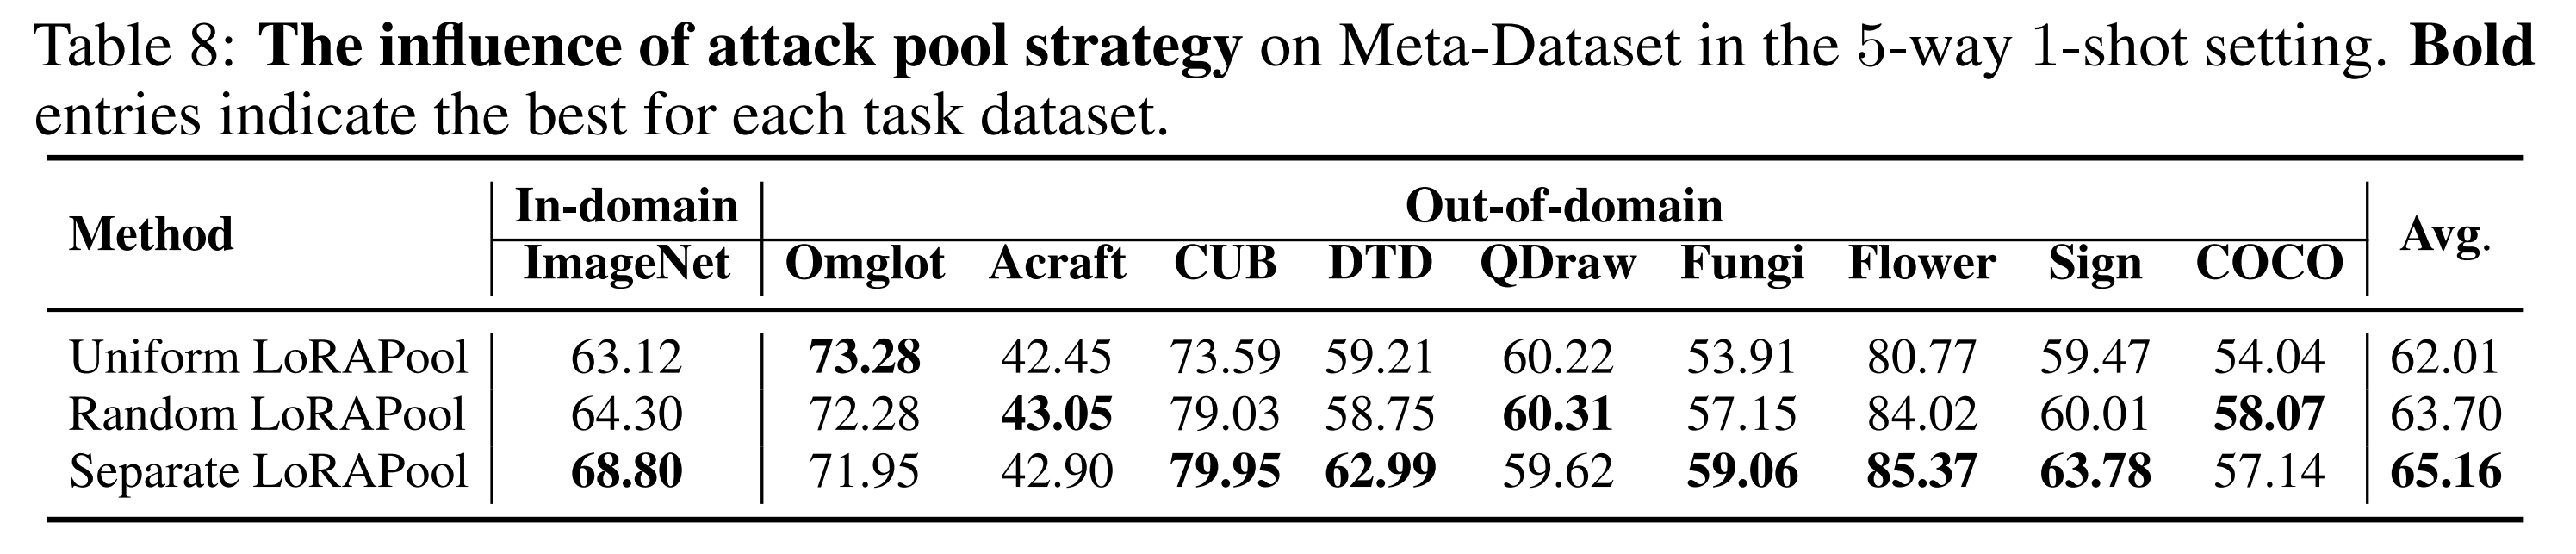 Table 8: The influence of attack pool strategy on Meta-Dataset in the 5-way 1-shot setting. Bold
entries indicate the best for each task dataset.
Method In-domain Out-of-domain Avg.
ImageNet Omglot Acraft CUB DTD QDraw Fungi Flower Sign COCO
Uniform LoRAPool 63.12 73.28 42.45 73.59 59.21 60.22 53.91 80.77 59.47 54.04 62.01
Random LoRAPool 64.30 72.28 43.05 79.03 58.75 60.31 57.15 84.02 60.01 58.07 63.70
Separate LoRAPool 68.80 71.95 42.90 79.95 62.99 59.62 59.06 85.37 63.78 57.14 65.16